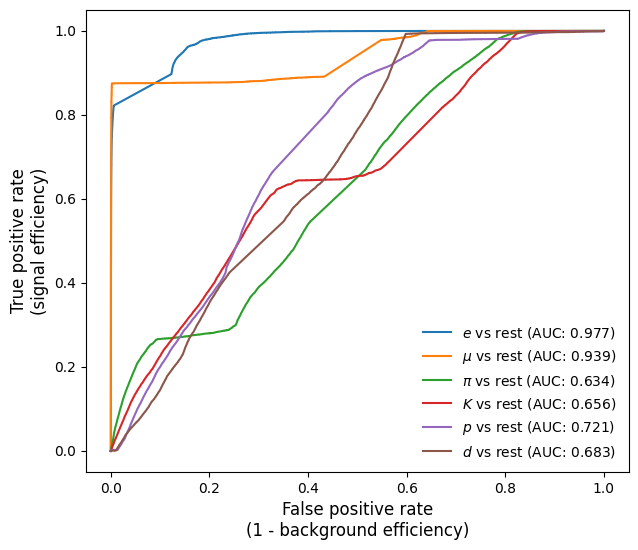 1.0
0.8
0.6
0.4
0.2
0.0
True positive rate
(signal efficiency)
e vs rest (AUC: 0.977)
μ vs rest (AUC: 0.939)
π vs rest (AUC: 0.634)
K vs rest (AUC: 0.656)
p vs rest (AUC: 0.721)
d vs rest (AUC: 0.683)
0.0 0.2 0.4 0.6 0.8 1.0
False positive rate
(1 - background efficiency)